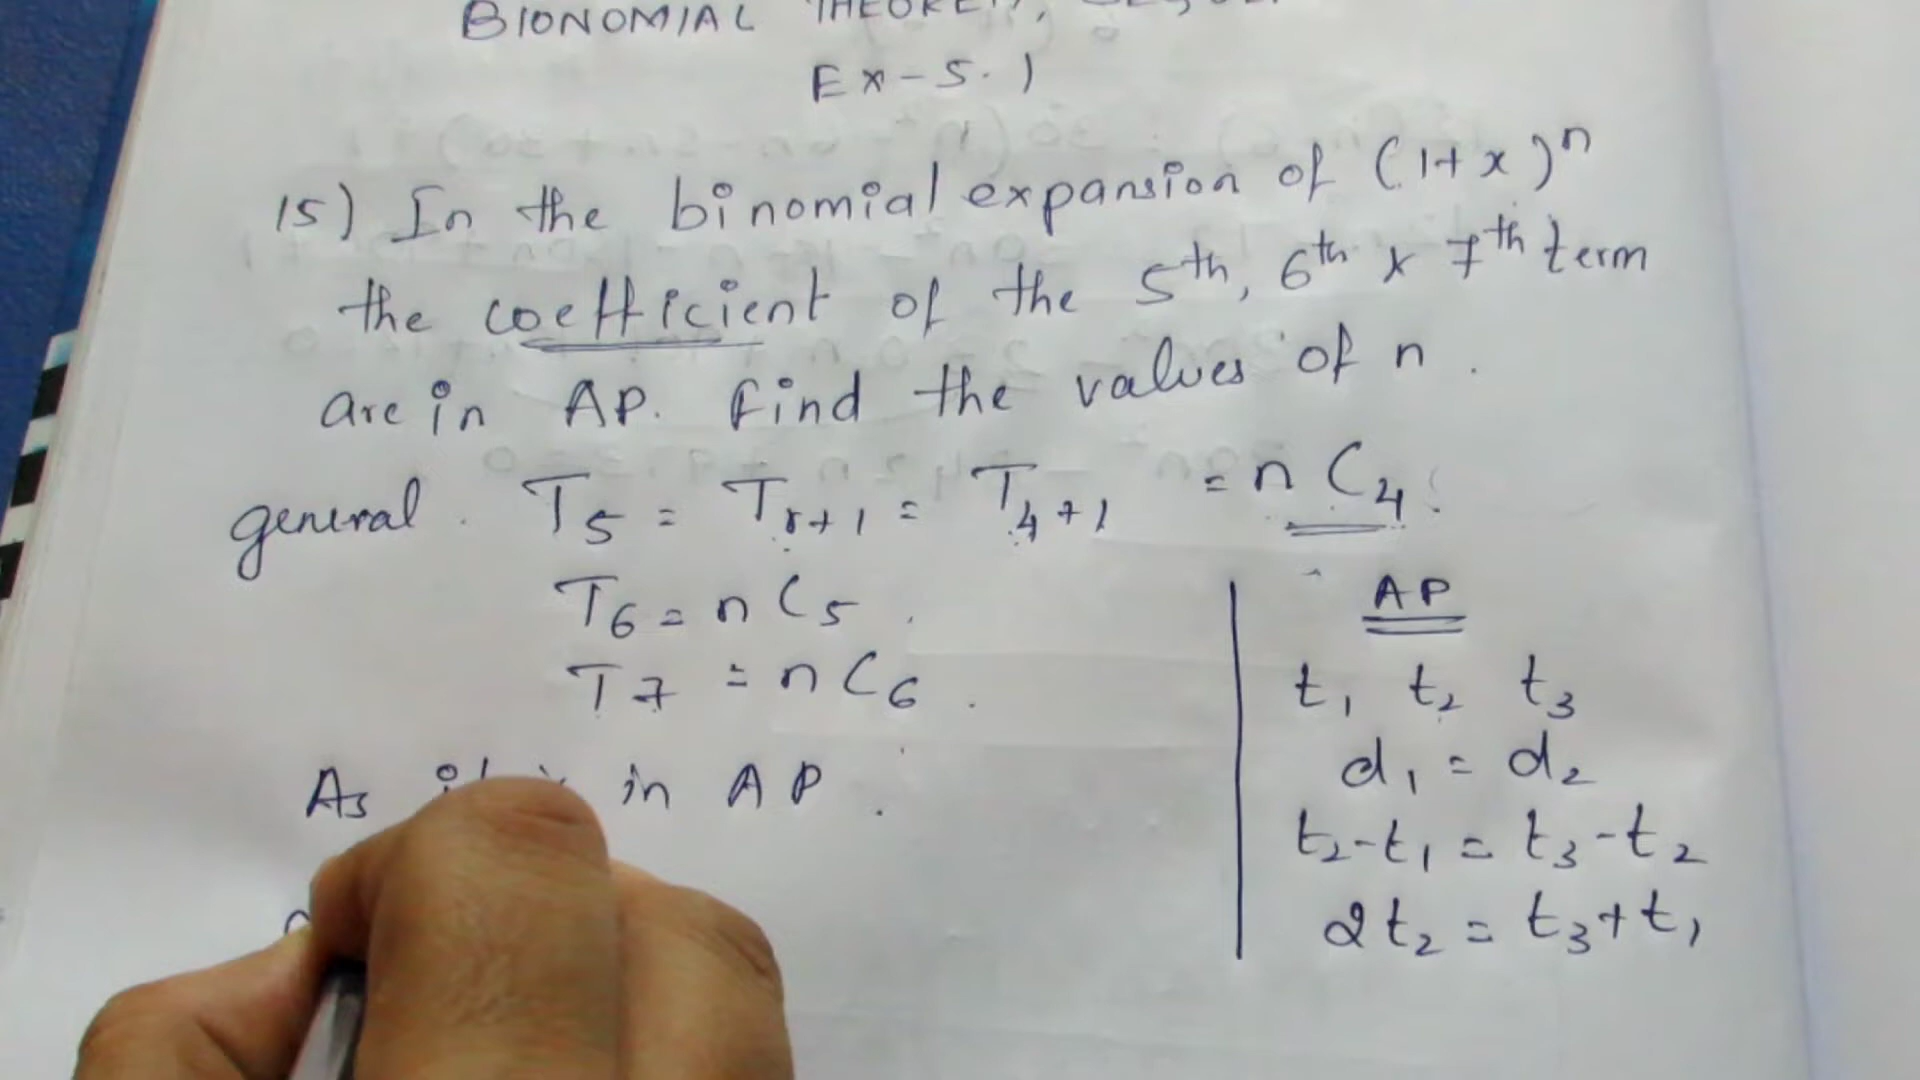 BIONOMIAL
Ex-5.1
15) In the binomial expansion of (1+x)ⁿ
the coefficient of the 5th, 6th x 7th term
are in AP. find the values of n.
general. T₅ = Tᵣ₊₁ = T₄₊₁ = nC₄
T₆ = nC₅.
T₇ = nC₆.
As in AP.
AP
t₁ t₂ t₃
d₁ = d₂
t₂-t₁ = t₃-t₂
2t₂ = t₃+t₁